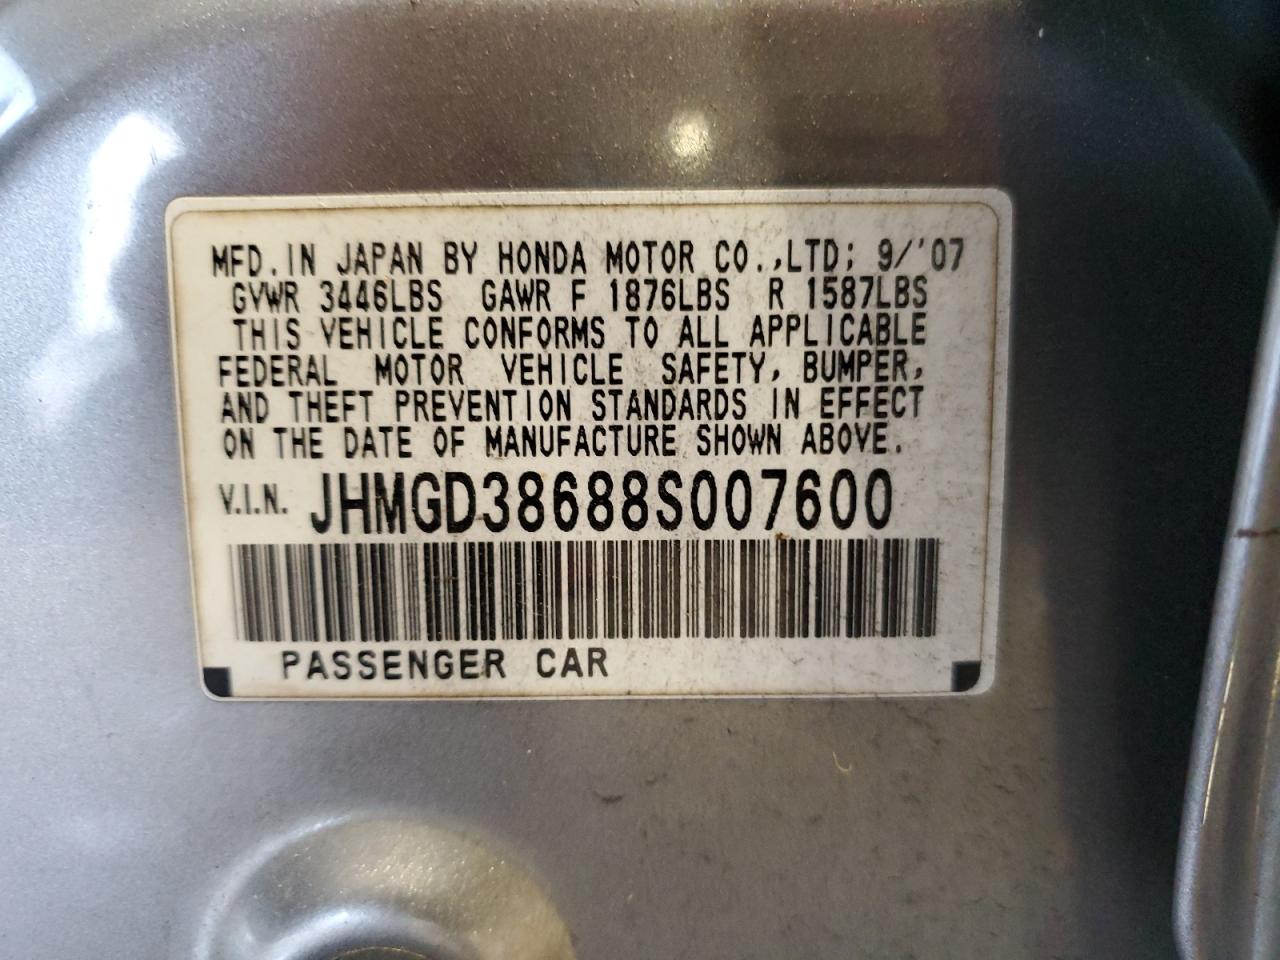 MFD. IN JAPAN BY HONDA MOTOR CO.,LTD; 9/'07
GVWR 3446LBS GAWR F 1876LBS R 1587LBS
THIS VEHICLE CONFORMS TO ALL APPLICABLE
FEDERAL MOTOR VEHICLE SAFETY, BUMPER,
AND THEFT PREVENTION STANDARDS IN EFFECT
ON THE DATE OF MANUFACTURE SHOWN ABOVE.
V.I.N. JHMGD38688S007600
PASSENGER CAR